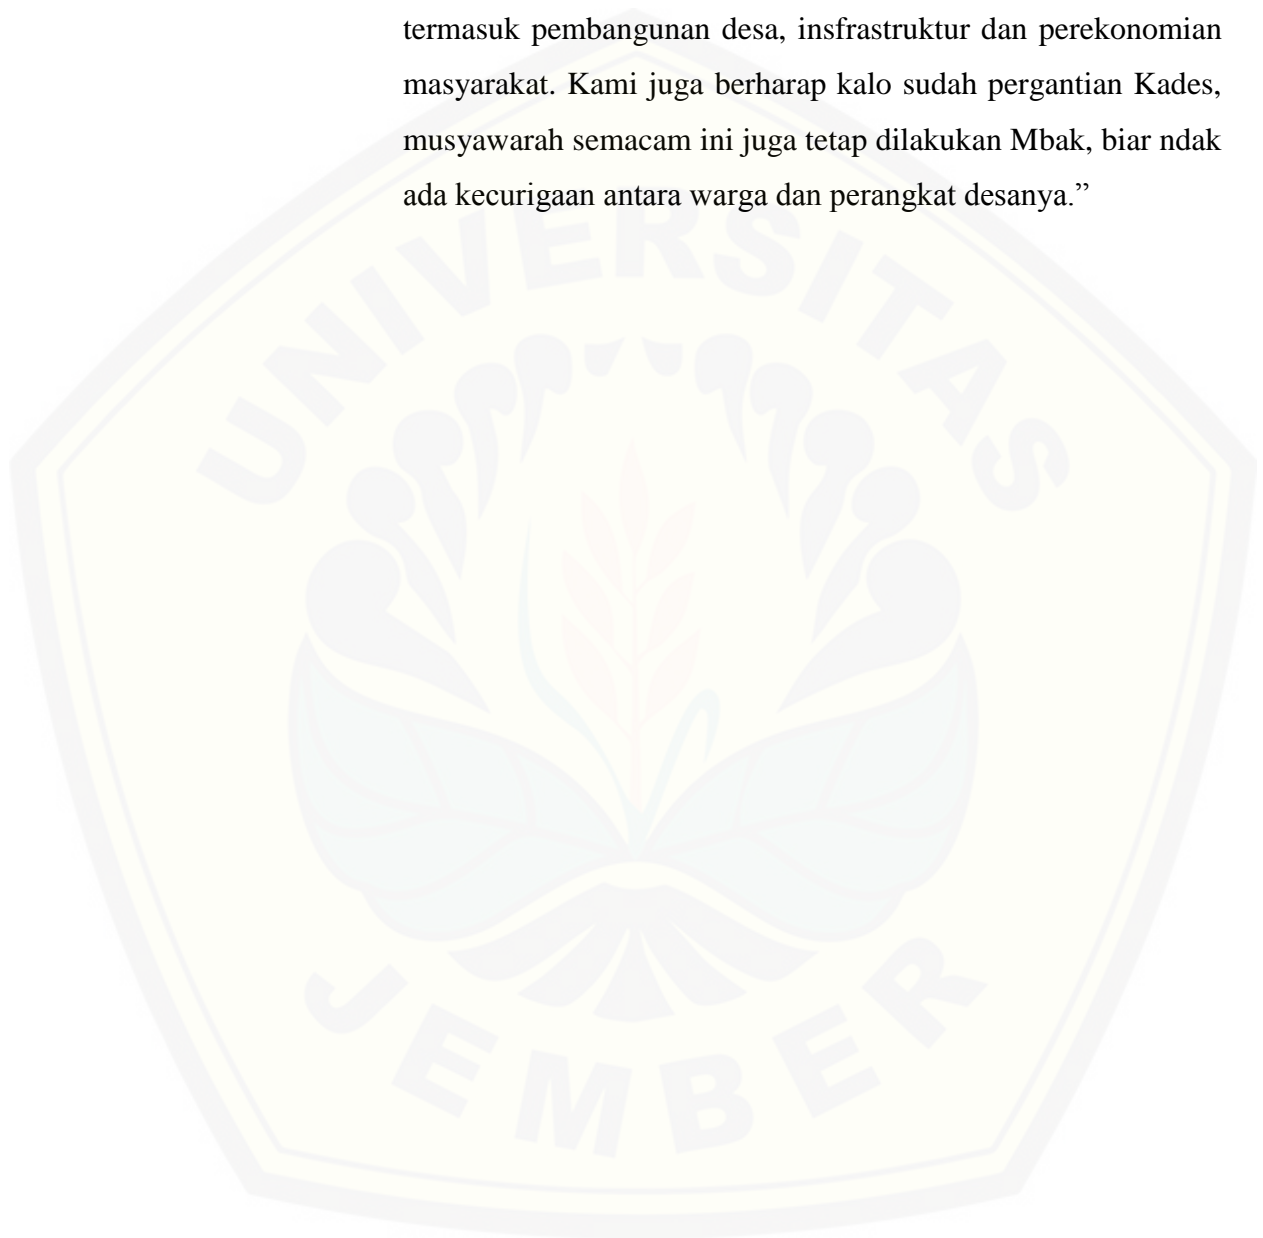 termasuk pembangunan desa, insfrastruktur dan perekonomian
masyarakat. Kami juga berharap kalo sudah pergantian Kades,
musyawarah semacam ini juga tetap dilakukan Mbak, biar ndak
ada kecurigaan antara warga dan perangkat desanya.”
UNIVERSITAS
JEMBER